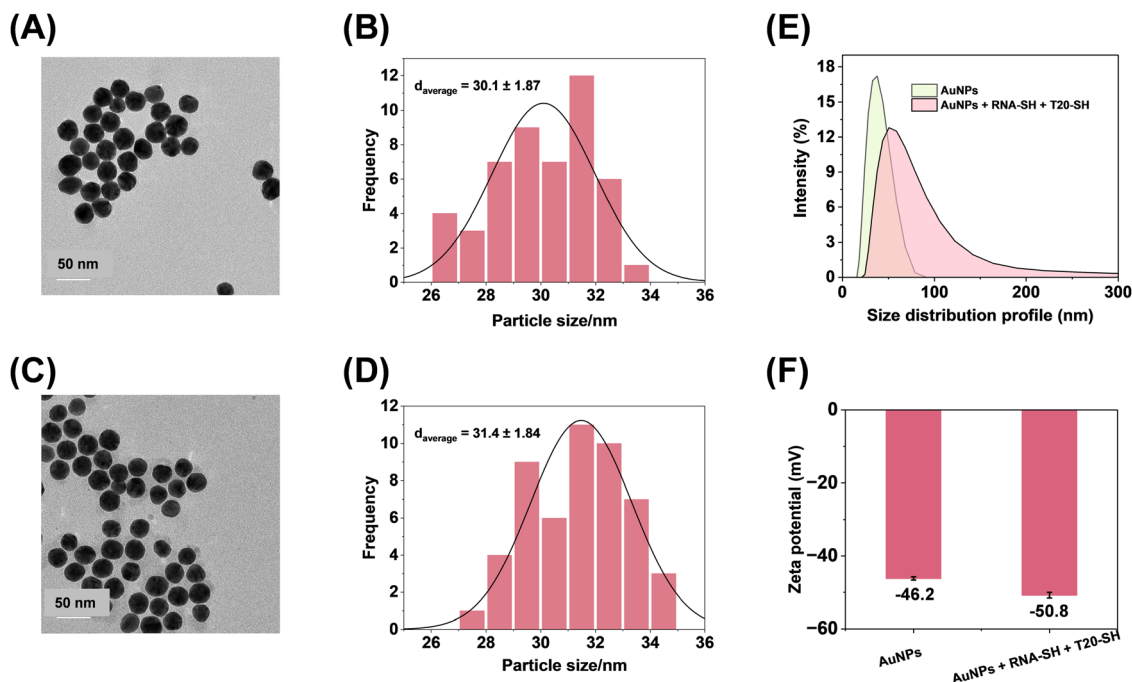 (A)
50 nm
(B)
d average = 30.1 ± 1.87
Frequency
12
10
8
6
4
2
0
26 28 30 32 34 36
Particle size/nm
(E)
AuNPs
AuNPs + RNA-SH + T20-SH
Intensity (%)
18
15
12
9
6
3
0
0 100 200 300
Size distribution profile (nm)
(C)
50 nm
(D)
d average = 31.4 ± 1.84
Frequency
12
10
8
6
4
2
0
26 28 30 32 34 36
Particle size/nm
(F)
Zeta potential (mV)
0
−20
−40
−60
-46.2
-50.8
AuNPs
AuNPs + RNA-SH + T20-SH